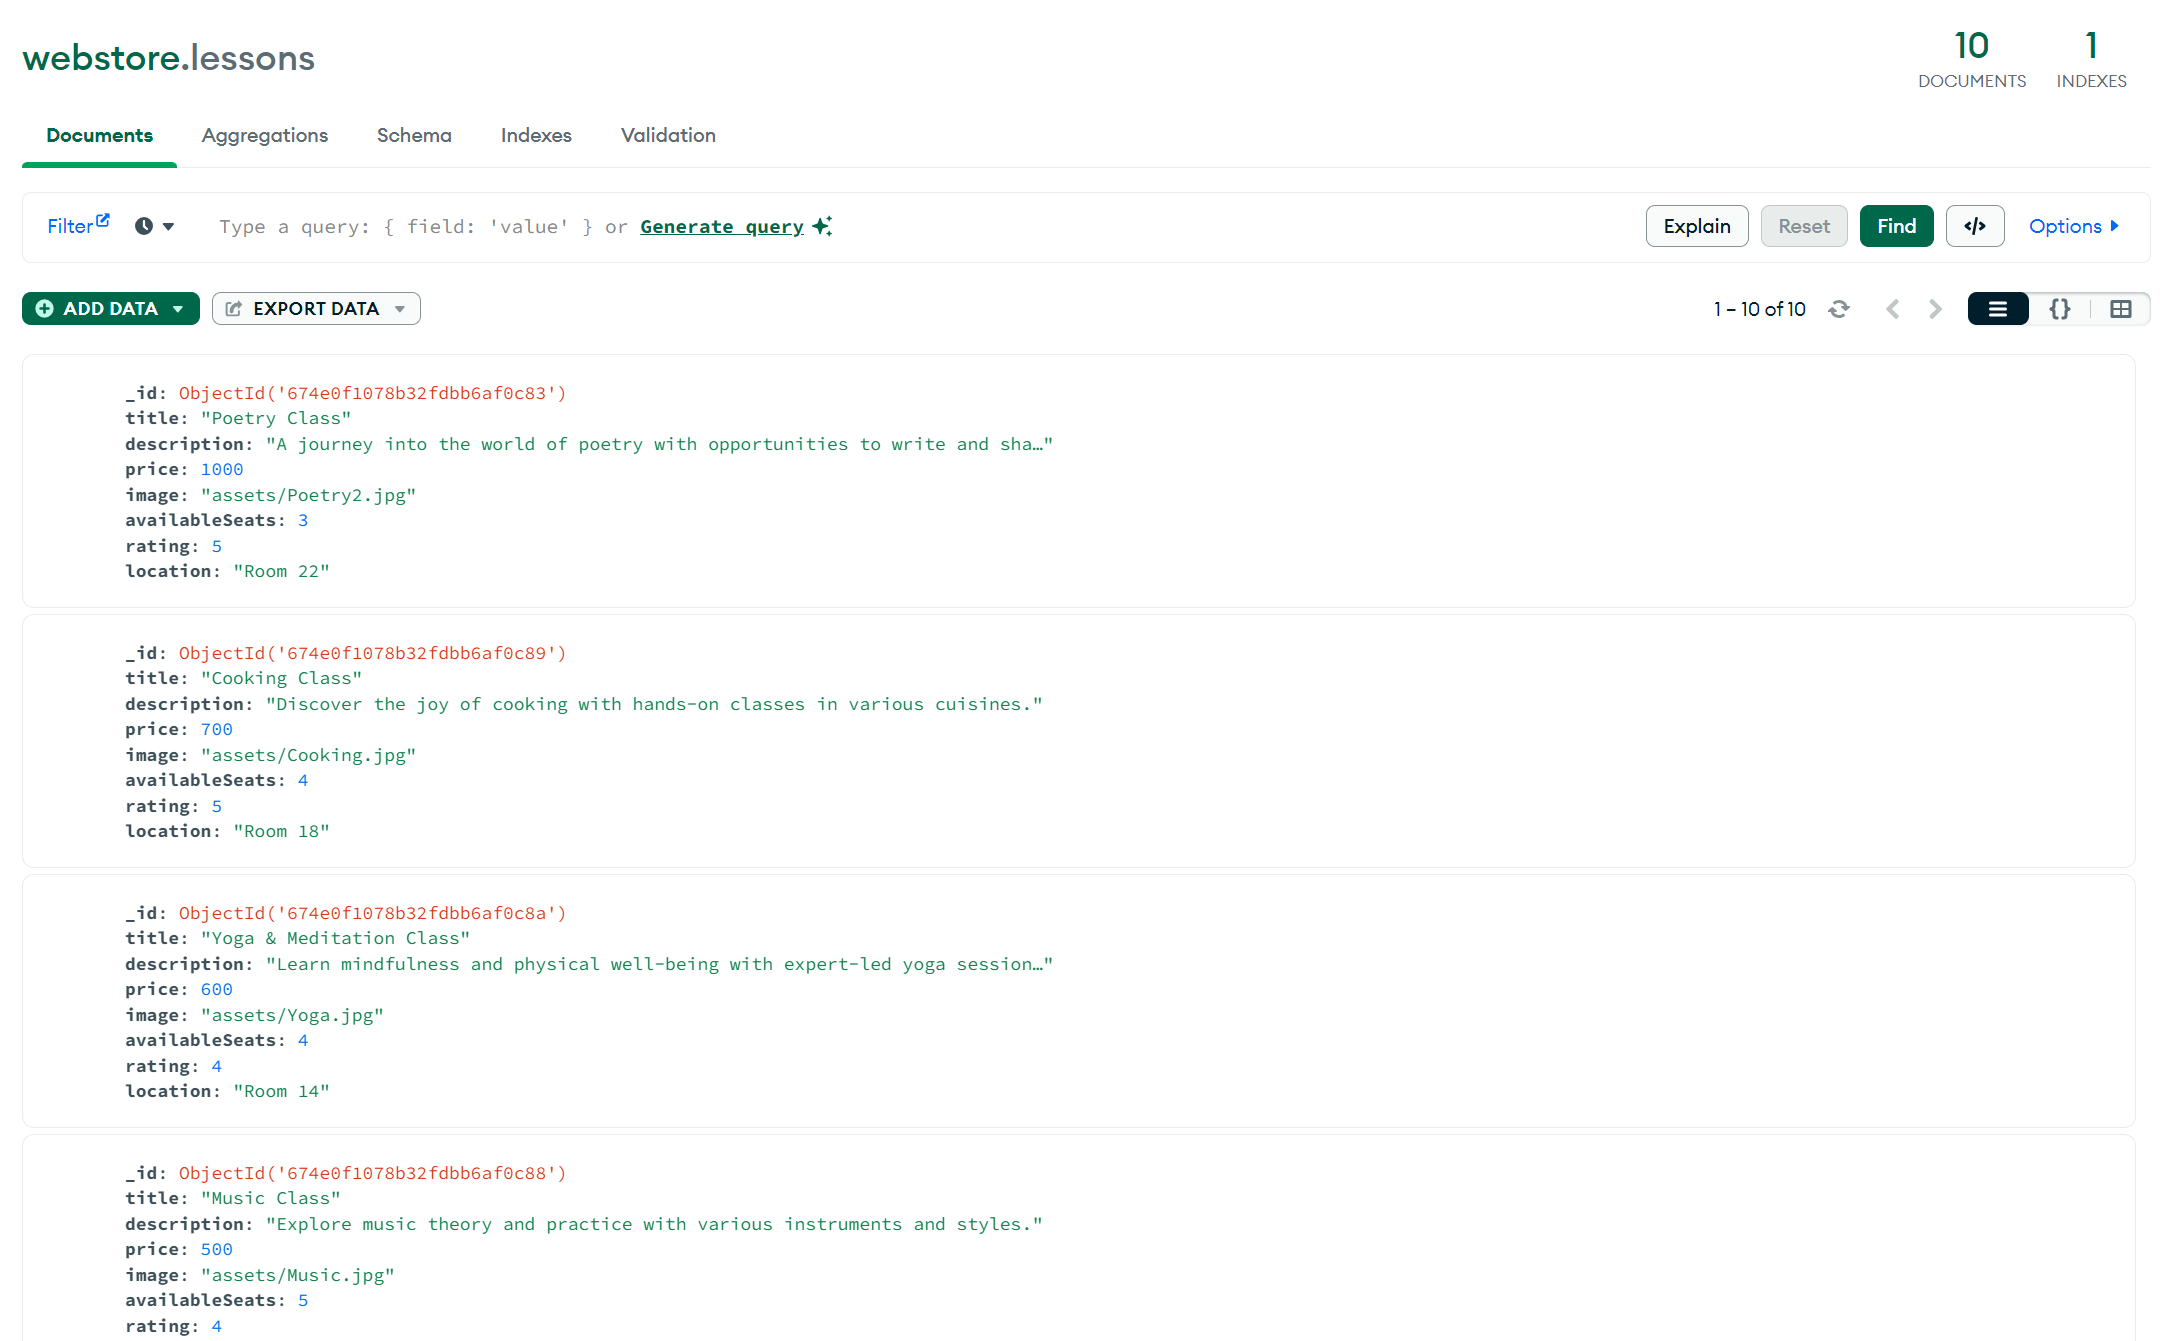 webstore.lessons
10
DOCUMENTS
1
INDEXES
Documents Aggregations Schema Indexes Validation
Filter Type a query: { field: 'value' } or Generate query Explain Reset Find </> Options
ADD DATA EXPORT DATA 1 – 10 of 10 {}
_id: ObjectId('674e0f1078b32fdbb6af0c83')
title: "Poetry Class"
description: "A journey into the world of poetry with opportunities to write and sha…"
price: 1000
image: "assets/Poetry2.jpg"
availableSeats: 3
rating: 5
location: "Room 22"
_id: ObjectId('674e0f1078b32fdbb6af0c89')
title: "Cooking Class"
description: "Discover the joy of cooking with hands-on classes in various cuisines."
price: 700
image: "assets/Cooking.jpg"
availableSeats: 4
rating: 5
location: "Room 18"
_id: ObjectId('674e0f1078b32fdbb6af0c8a')
title: "Yoga & Meditation Class"
description: "Learn mindfulness and physical well-being with expert-led yoga session…"
price: 600
image: "assets/Yoga.jpg"
availableSeats: 4
rating: 4
location: "Room 14"
_id: ObjectId('674e0f1078b32fdbb6af0c88')
title: "Music Class"
description: "Explore music theory and practice with various instruments and styles."
price: 500
image: "assets/Music.jpg"
availableSeats: 5
rating: 4